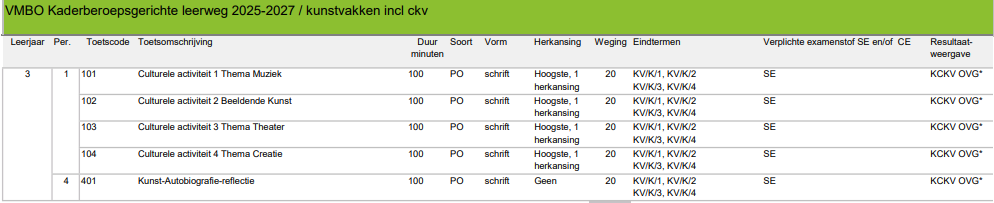 VMBO Kaderberoepsgerichte leerweg 2025-2027 / kunstvakken incl ckv
Leerjaar Per. Toetscode Toetsomschrijving Duur minuten Soort Vorm Herkansing Weging Eindtermen Verplichte examenstof SE en/of CE Resultaat-weergave
3 1 101 Culturele activiteit 1 Thema Muziek 100 PO schrift Hoogste, 1 herkansing 20 KV/K/1, KV/K/2 KV/K/3, KV/K/4 SE KCKV OVG*
102 Culturele activiteit 2 Beeldende Kunst 100 PO schrift Hoogste, 1 herkansing 20 KV/K/1, KV/K/2 KV/K/3, KV/K/4 SE KCKV OVG*
103 Culturele activiteit 3 Thema Theater 100 PO schrift Hoogste, 1 herkansing 20 KV/K/1, KV/K/2 KV/K/3, KV/K/4 SE KCKV OVG*
104 Culturele activiteit 4 Thema Creatie 100 PO schrift Hoogste, 1 herkansing 20 KV/K/1, KV/K/2 KV/K/3, KV/K/4 SE KCKV OVG*
4 401 Kunst-Autobiografie-reflectie 100 PO schrift Geen 20 KV/K/1, KV/K/2 KV/K/3, KV/K/4 SE KCKV OVG*